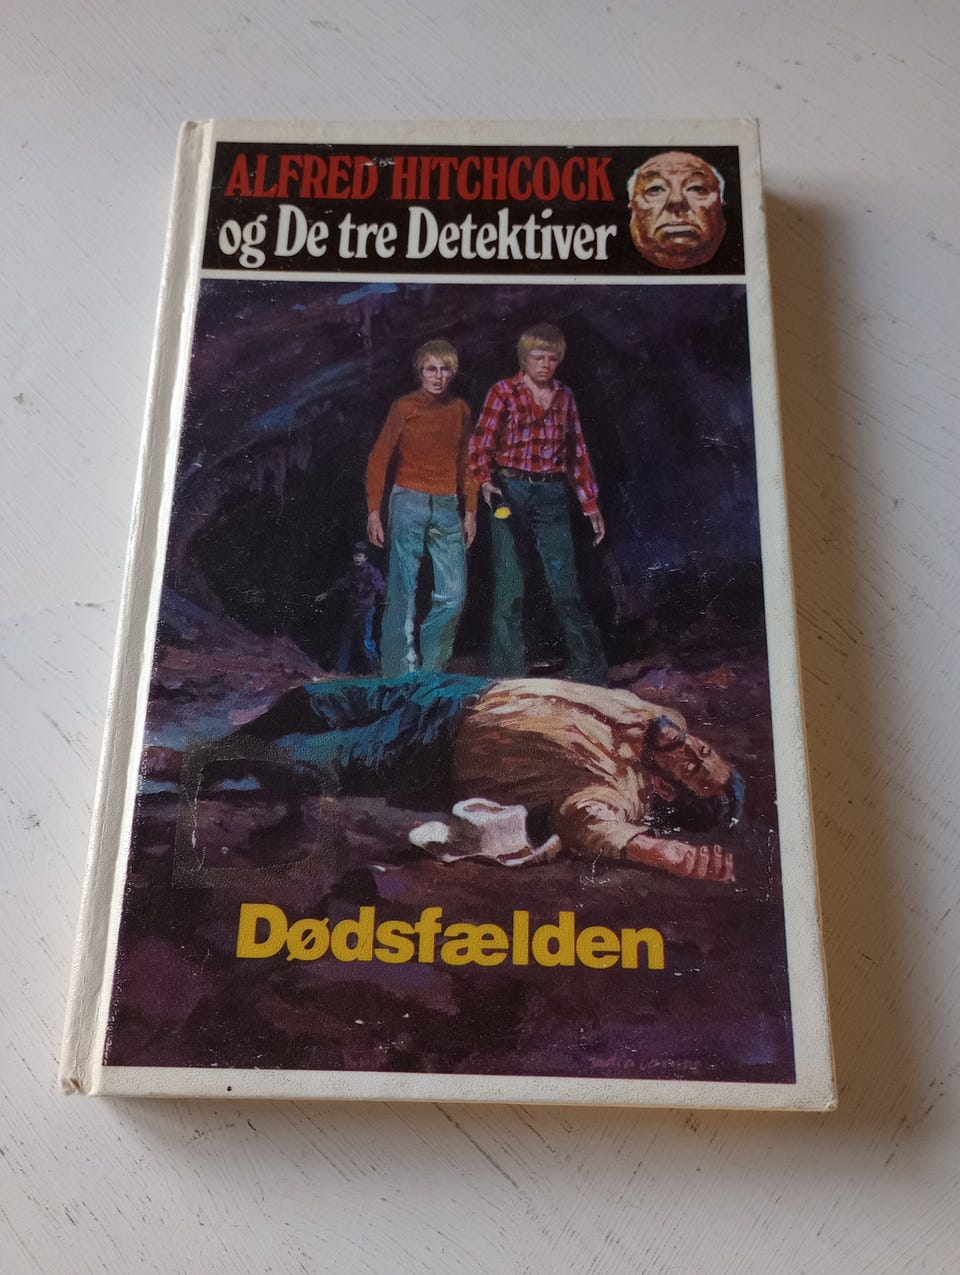 ALFRED HITCHCOCK
og De tre Detektiver
Dødsfælden